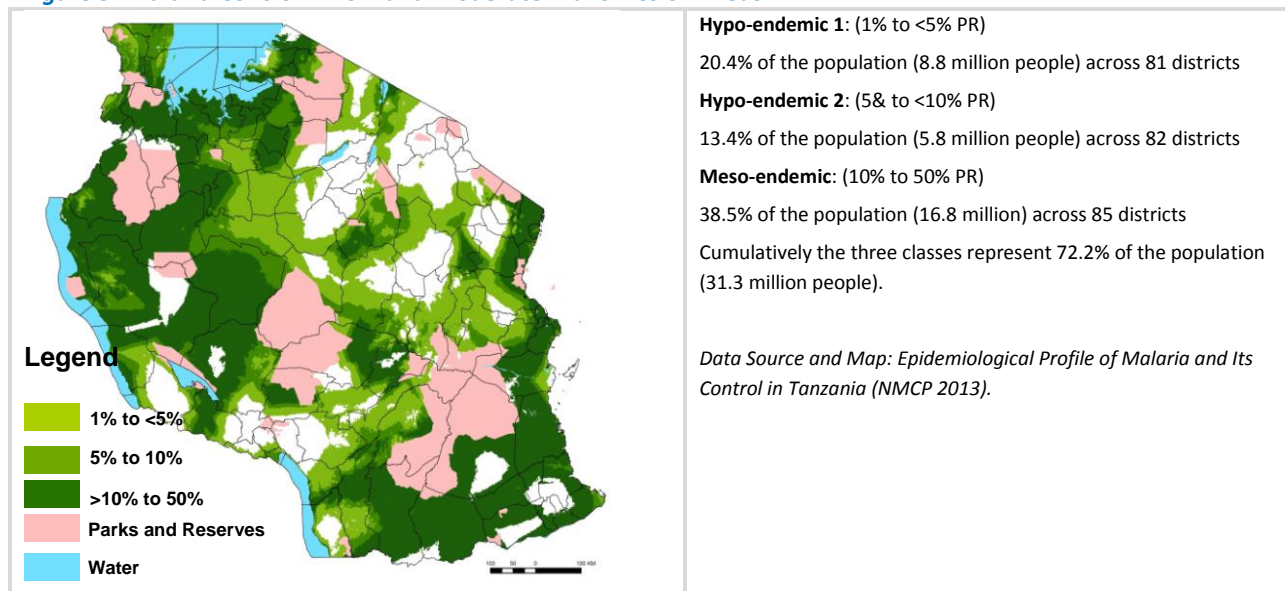 Hypo-endemic 1: (1% to <5% PR)
20.4% of the population (8.8 million people) across 81 districts
Hypo-endemic 2: (5& to <10% PR)
13.4% of the population (5.8 million people) across 82 districts
Meso-endemic: (10% to 50% PR)
38.5% of the population (16.8 million) across 85 districts
Cumulatively the three classes represent 72.2% of the population
(31.3 million people).
Data Source and Map: Epidemiological Profile of Malaria and Its
Control in Tanzania (NMCP 2013).
Legend
1% to <5%
5% to 10%
>10% to 50%
Parks and Reserves
Water
100 50 0 100 KM